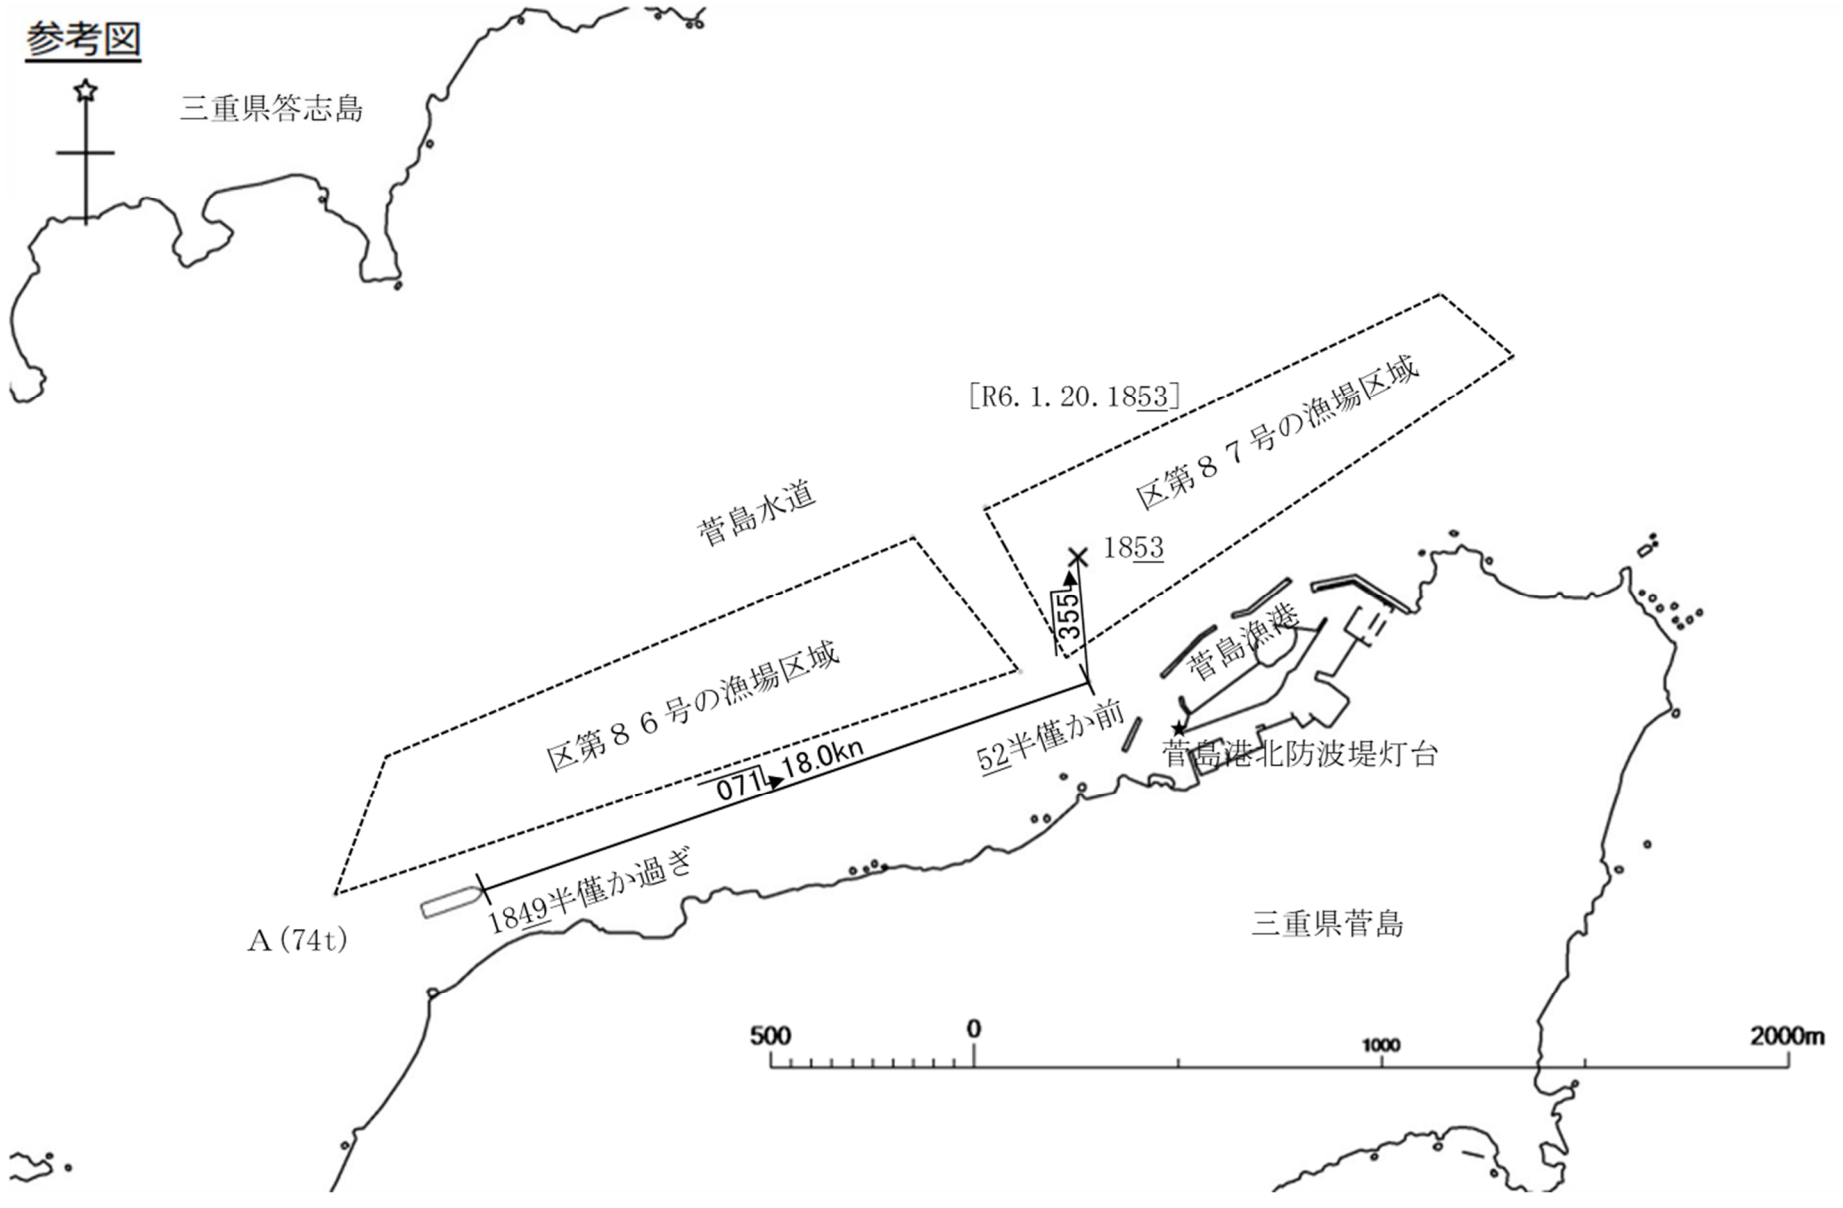 参考図
三重県答志島
[R6.1.20.1853]
区第８７号の漁場区域
菅島水道
1853
355
菅島漁港
区第８６号の漁場区域
52半僅か前
菅島港北防波堤灯台
071 18.0kn
1849半僅か過ぎ
A(74t)
三重県菅島
500 0 1000 2000m